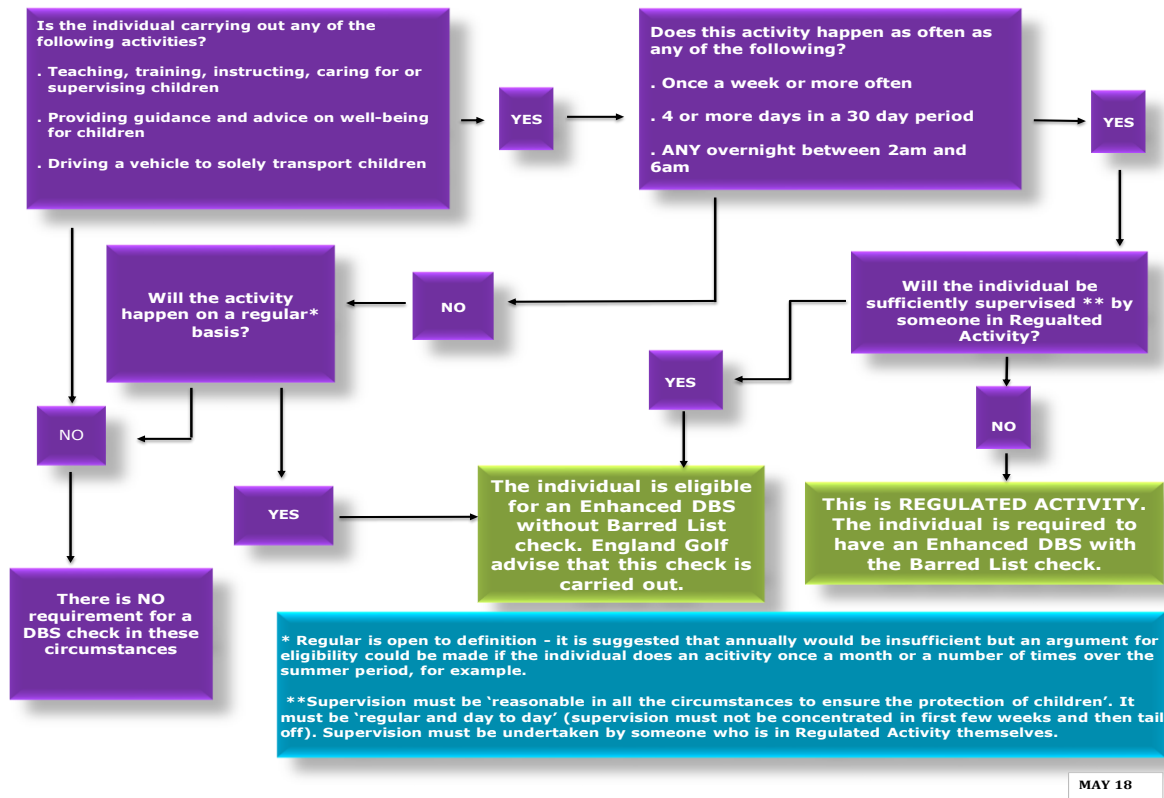 Is the individual carrying out any of the
following activities?
. Teaching, training, instructing, caring for or
supervising children
. Providing guidance and advice on well-being
for children
. Driving a vehicle to solely transport children
YES
Does this activity happen as often as
any of the following?
. Once a week or more often
. 4 or more days in a 30 day period
. ANY overnight between 2am and
6am
YES
Will the activity
happen on a regular*
basis?
NO
Will the individual be
sufficiently supervised ** by
someone in Regualted
Activity?
YES
NO
NO
YES
The individual is eligible
for an Enhanced DBS
without Barred List
check. England Golf
advise that this check is
carried out.
This is REGULATED ACTIVITY.
The individual is required to
have an Enhanced DBS with
the Barred List check.
There is NO
requirement for a
DBS check in these
circumstances
* Regular is open to definition - it is suggested that annually would be insufficient but an argument for
eligibility could be made if the individual does an acitivity once a month or a number of times over the
summer period, for example.
**Supervision must be ‘reasonable in all the circumstances to ensure the protection of children’. It
must be ‘regular and day to day’ (supervision must not be concentrated in first few weeks and then tail
off). Supervision must be undertaken by someone who is in Regulated Activity themselves.
MAY 18